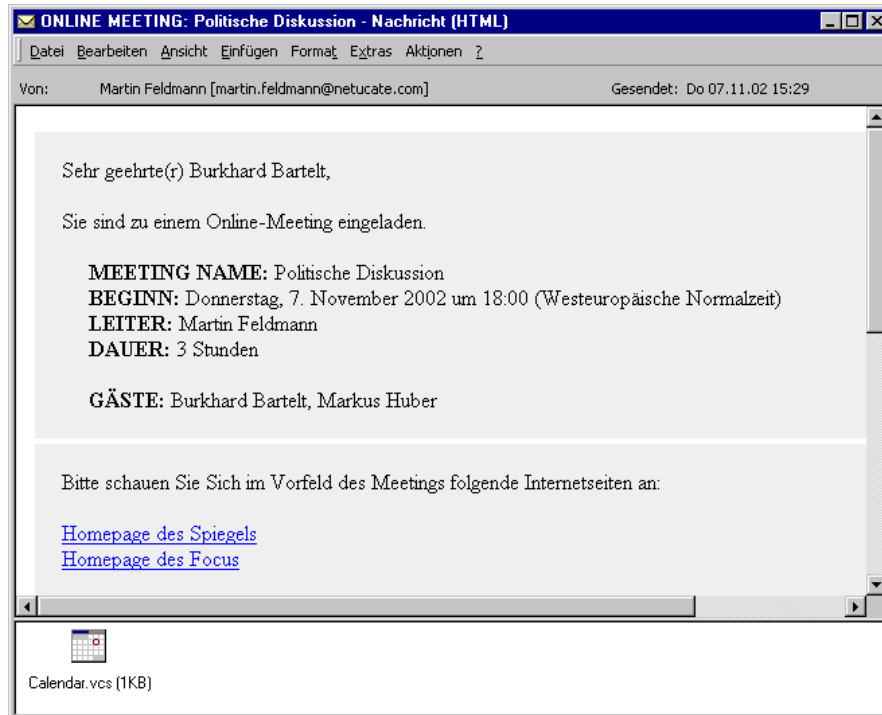 ONLINE MEETING: Politische Diskussion - Nachricht (HTML)
Datei Bearbeiten Ansicht Einfügen Format Extras Aktionen ?
Von: Martin Feldmann [martin.feldmann@netucate.com] Gesendet: Do 07.11.02 15:29
Sehr geehrte(r) Burkhard Bartelt,
Sie sind zu einem Online-Meeting eingeladen.
MEETING NAME: Politische Diskussion
BEGINN: Donnerstag, 7. November 2002 um 18:00 (Westeuropäische Normalzeit)
LEITER: Martin Feldmann
DAUER: 3 Stunden
GÄSTE: Burkhard Bartelt, Markus Huber
Bitte schauen Sie Sich im Vorfeld des Meetings folgende Internetseiten an:
Homepage des Spiegels
Homepage des Focus
Calendar.vcs (1KB)